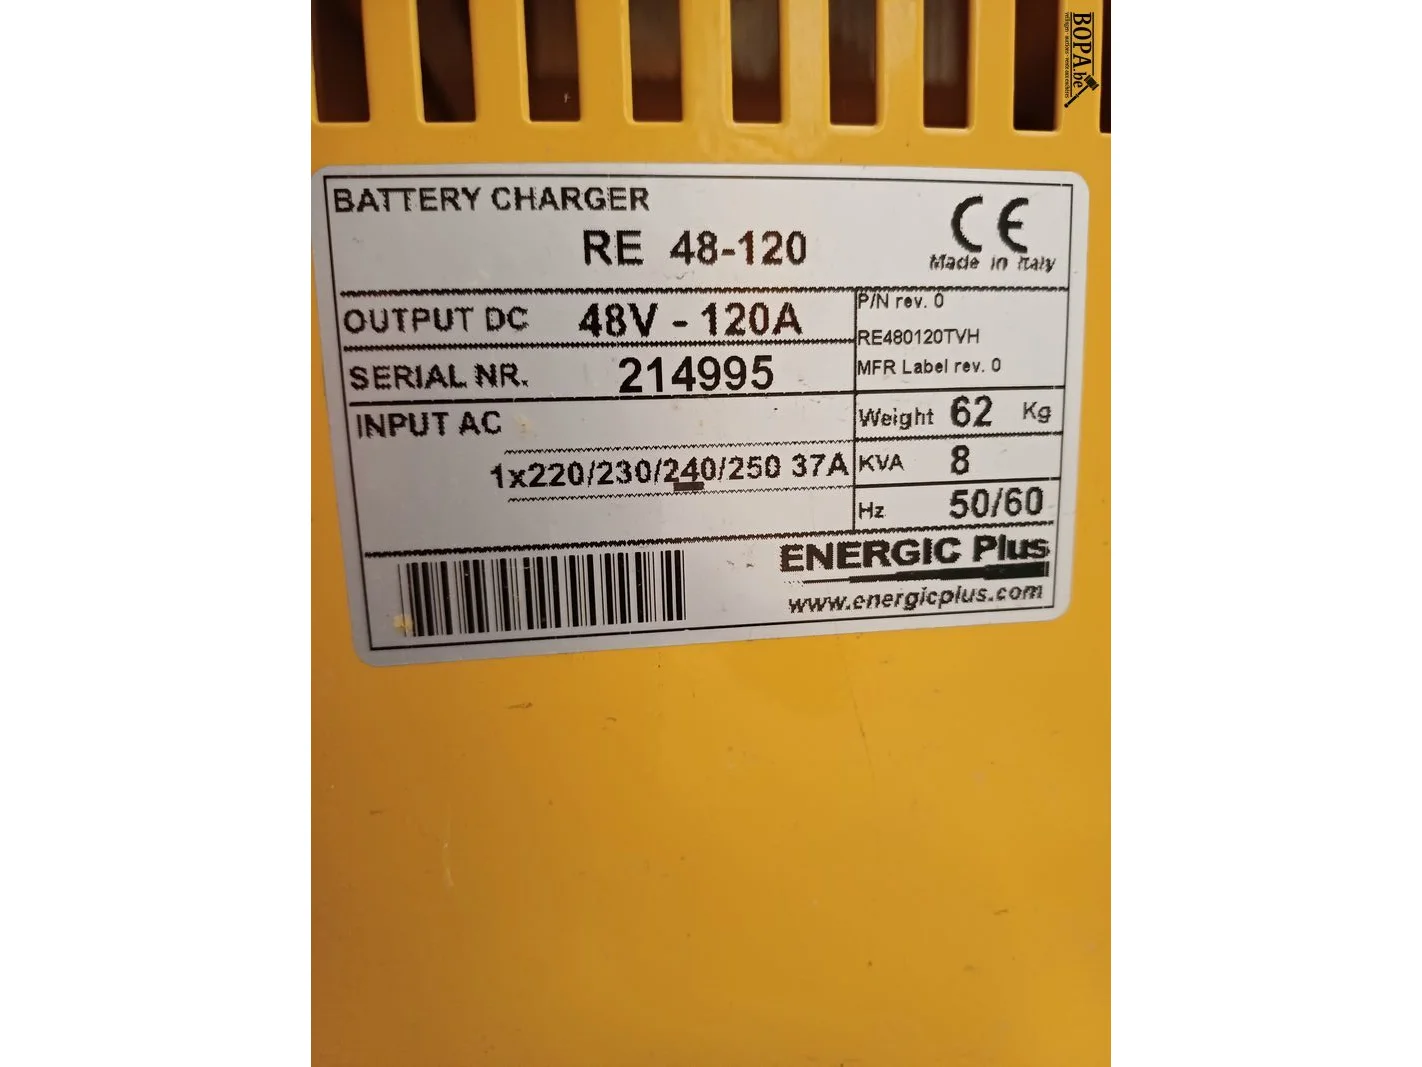 BOPA.be
BATTERY CHARGER
RE 48-120
CE
Made in Italy
OUTPUT DC 48V - 120A
P/N rev. 0
RE480120TVH
MFR Label rev. 0
SERIAL NR. 214995
INPUT AC
1x220/230/240/250 37A
Weight 62 Kg
KVA 8
Hz 50/60
ENERGIC Plus
www.energicplus.com